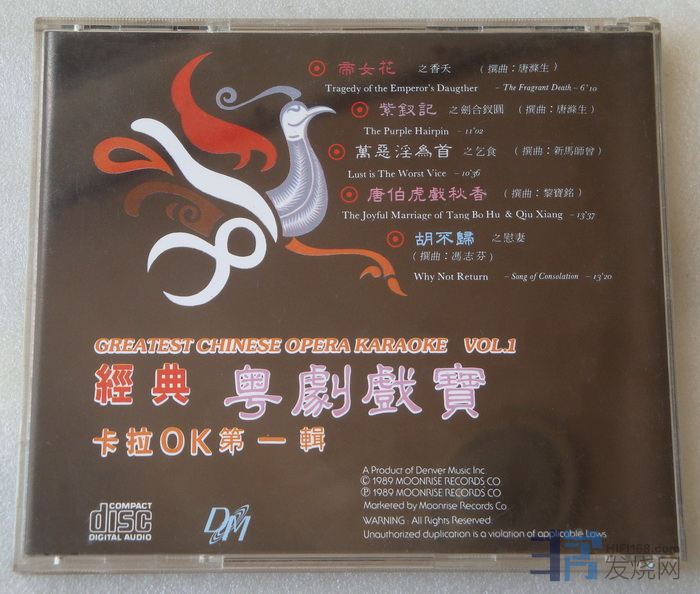 帝女花 之香夭 (撰曲：唐滌生)
Tragedy of the Emperor's Daugther – The Fragrant Death – 6'10
紫釵記 之劍合釵圓 (撰曲：唐滌生)
The Purple Hairpin – 11'02
萬惡淫為首 之乞食 (撰曲：新馬師曾)
Lust is The Worst Vice – 10'36
唐伯虎戲秋香 (撰曲：黎寶銘)
The Joyful Marriage of Tang Bo Hu & Qiu Xiang – 13'37
胡不歸 之慰妻
(撰曲：馮志芬)
Why Not Return – Song of Consolation – 13'20
GREATEST CHINESE OPERA KARAOKE VOL.1
經典 粵劇戲寶
卡拉OK第一輯
A Product of Denver Music Inc.
© 1989 MOONRISE RECORDS CO
℗ 1989 MOONRISE RECORDS CO
Markered by Moonrise Records Co.
WARNING : All Rights Reserved.
Unauthorized duplication is a violation of applicable Laws
COMPACT
disc
DIGITAL AUDIO
DM
HIFI168.com
发烧网